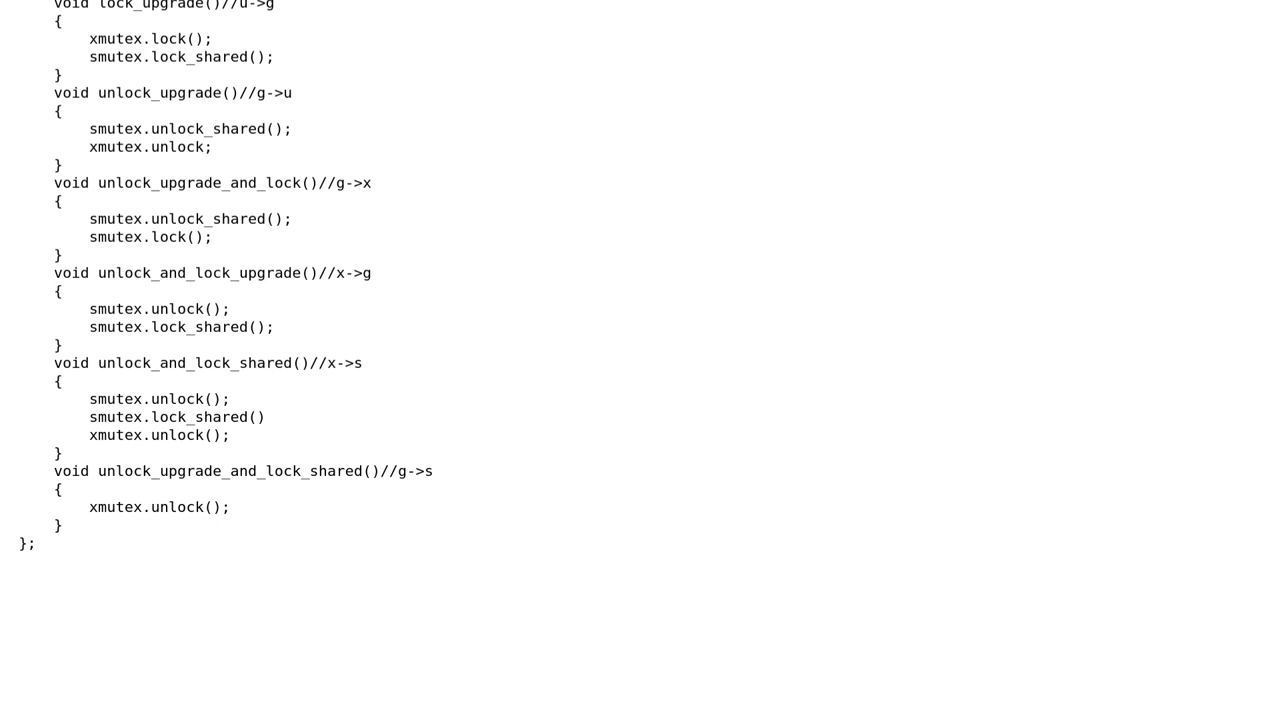 void lock_upgrade()//u->g
{
xmutex.lock();
smutex.lock_shared();
}
void unlock_upgrade()//g->u
{
smutex.unlock_shared();
xmutex.unlock;
}
void unlock_upgrade_and_lock()//g->x
{
smutex.unlock_shared();
smutex.lock();
}
void unlock_and_lock_upgrade()//x->g
{
smutex.unlock();
smutex.lock_shared();
}
void unlock_and_lock_shared()//x->s
{
smutex.unlock();
smutex.lock_shared()
xmutex.unlock();
}
void unlock_upgrade_and_lock_shared()//g->s
{
xmutex.unlock();
}
};